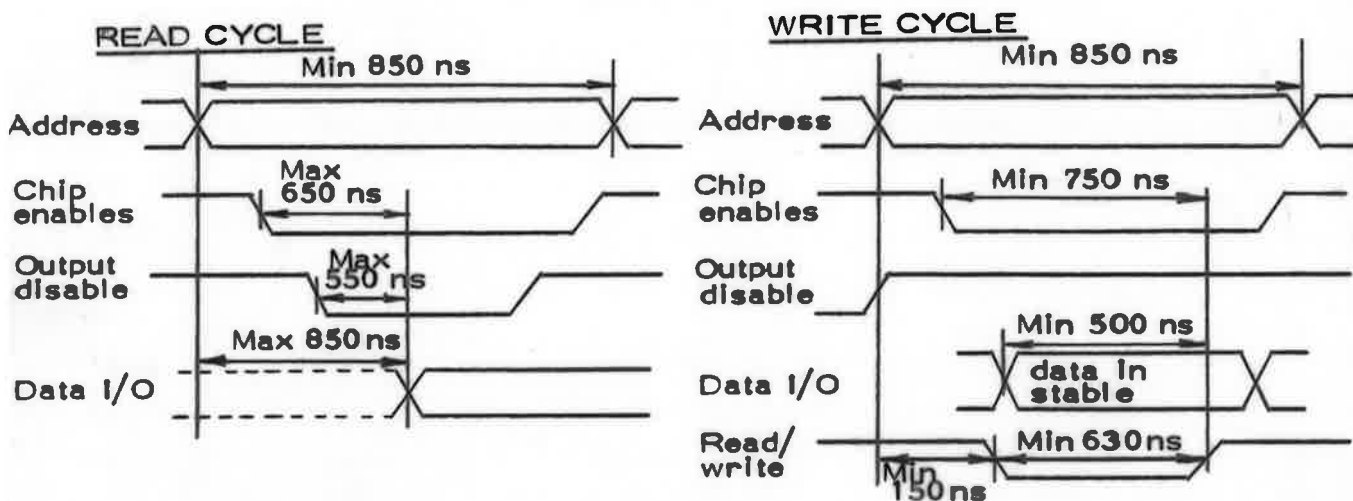 READ CYCLE
Min 850 ns
Address
Max
650 ns
Chip
enables
Max
550 ns
Output
disable
Max 850 ns
Data I/O
WRITE CYCLE
Min 850 ns
Address
Min 750 ns
Chip
enables
Output
disable
Min 500 ns
data in
stable
Data I/O
Read/
write
Min 630 ns
Min
150 ns